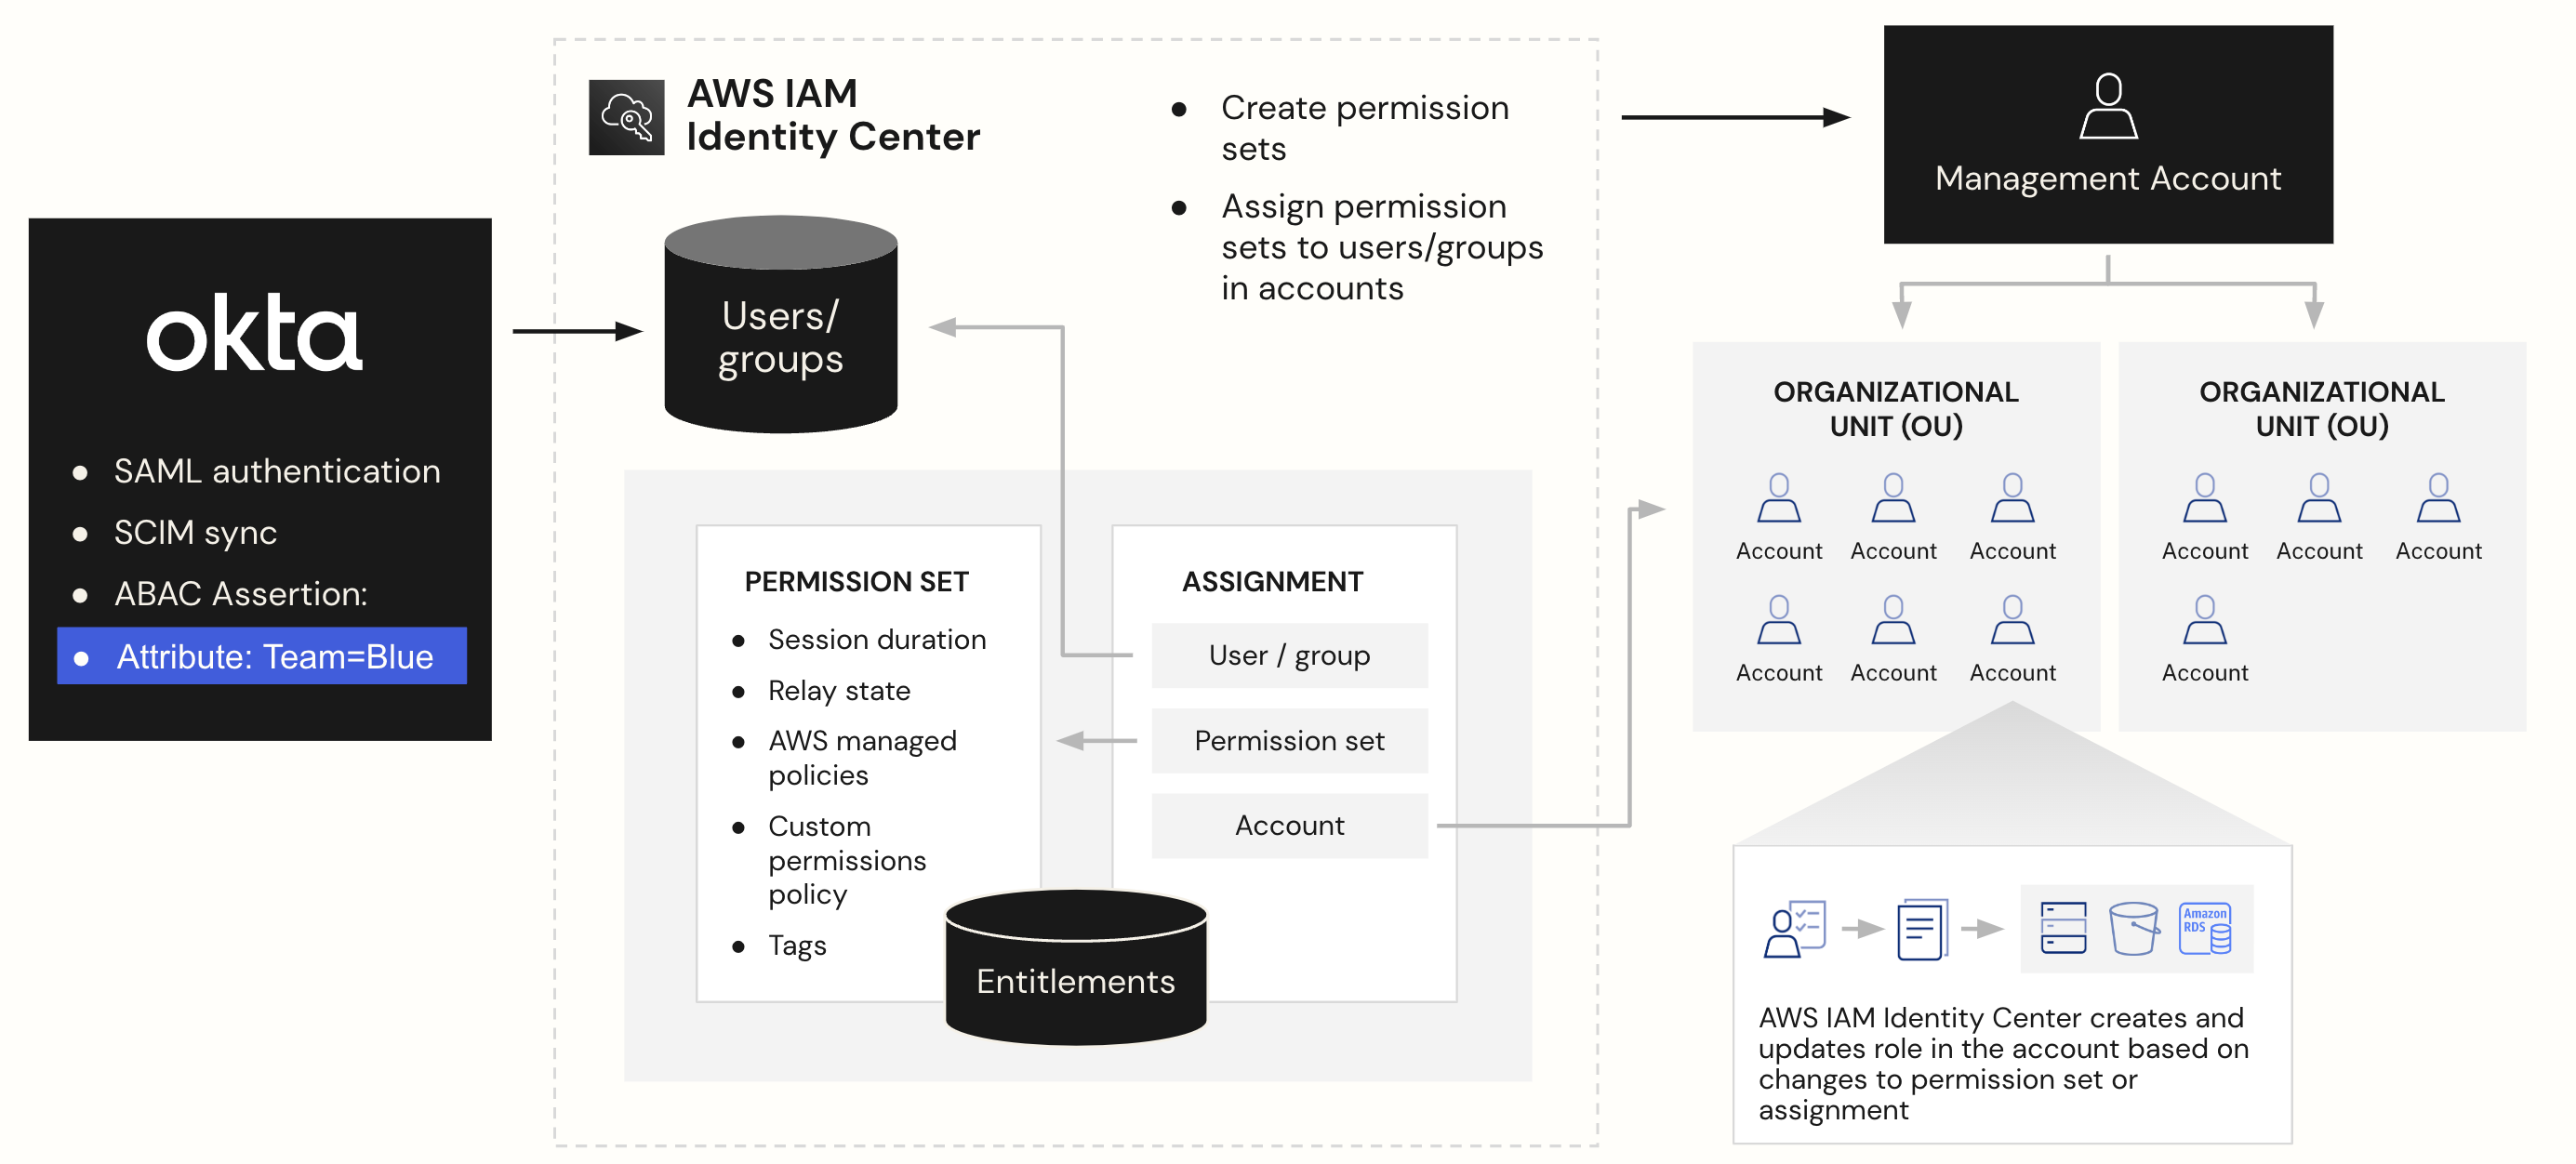 okta
SAML authentication
SCIM sync
ABAC Assertion:
Attribute: Team=Blue
AWS IAM
Identity Center
Create permission
sets
Assign permission
sets to users/groups
in accounts
Users/
groups
PERMISSION SET
Session duration
Relay state
AWS managed
policies
Custom
permissions
policy
Tags
ASSIGNMENT
User / group
Permission set
Account
Entitlements
Management Account
ORGANIZATIONAL
UNIT (OU)
Account Account Account
Account Account Account
ORGANIZATIONAL
UNIT (OU)
Account Account Account
Account
Amazon
RDS
AWS IAM Identity Center creates and
updates role in the account based on
changes to permission set or
assignment